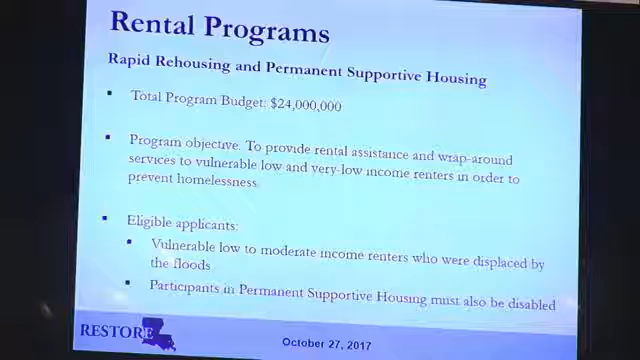 Rental Programs
Rapid Rehousing and Permanent Supportive Housing
▪ Total Program Budget: $24,000,000
▪ Program objective: To provide rental assistance and wrap-around
services to vulnerable low and very-low income renters in order to
prevent homelessness
▪ Eligible applicants:
▪ Vulnerable low to moderate income renters who were displaced by
the floods
▪ Participants in Permanent Supportive Housing must also be disabled
RESTORE
October 27, 2017